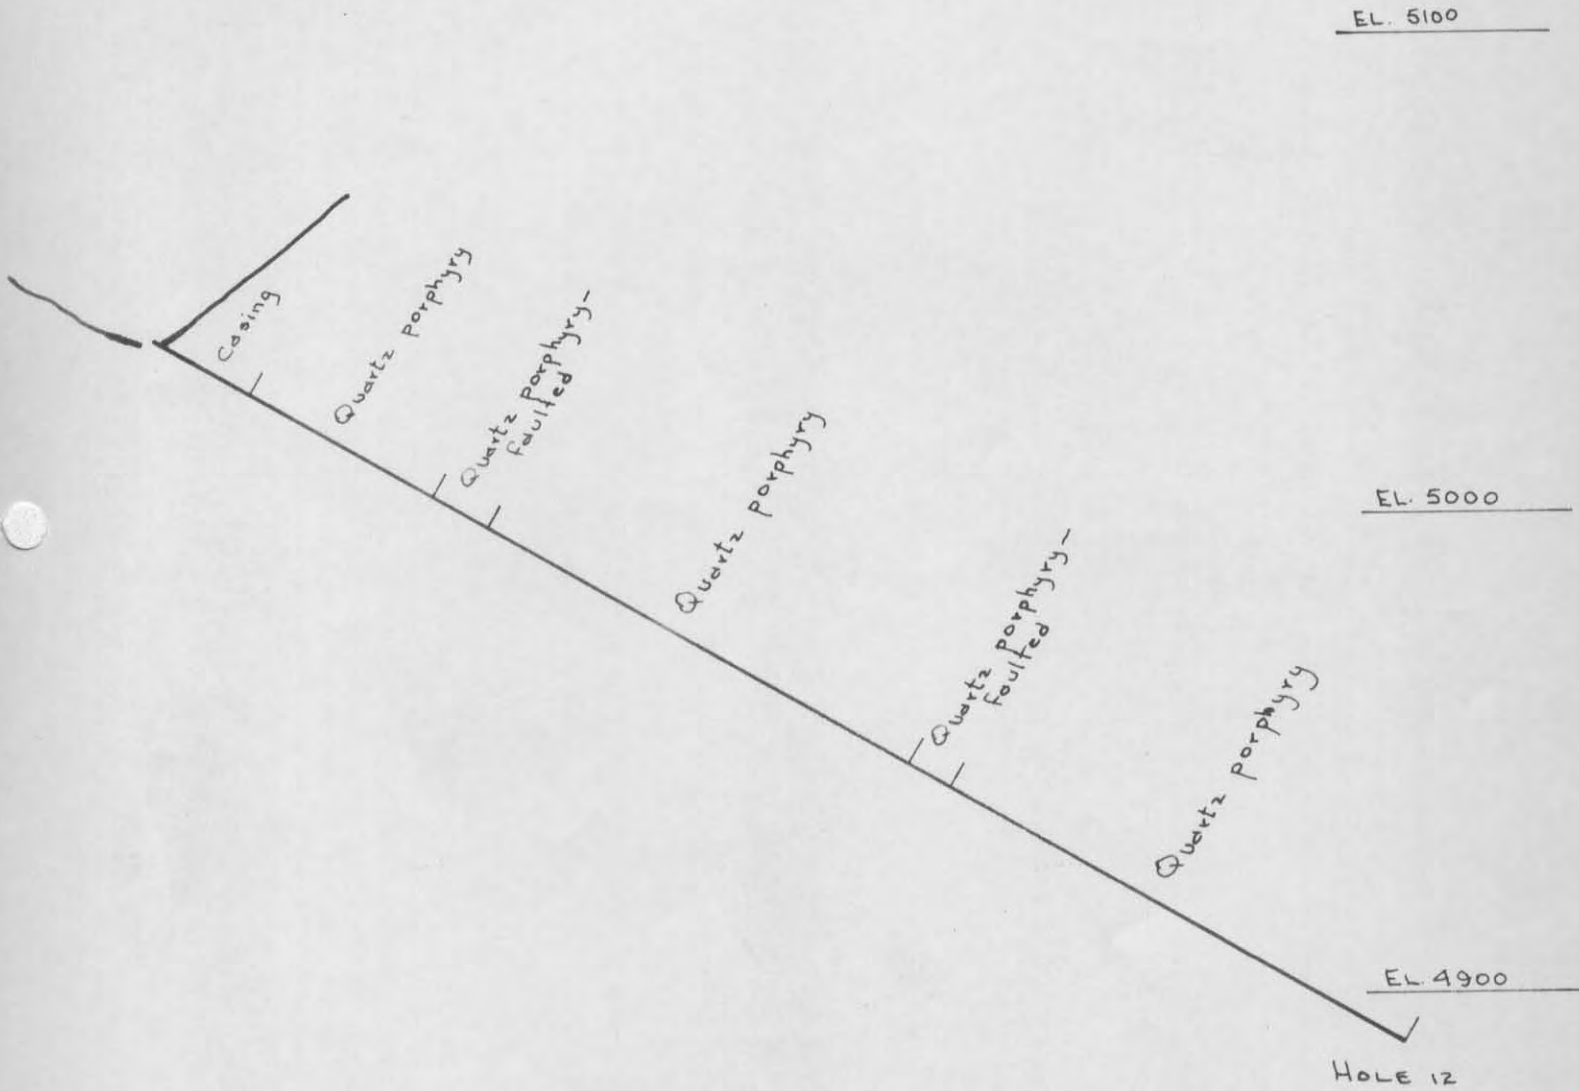 EL. 5100
Casing
Quartz porphyry
Quartz porphyry-
Faulted
Quartz porphyry
EL. 5000
Quartz porphyry-
Faulted
Quartz porphyry
EL. 4900
HOLE 12